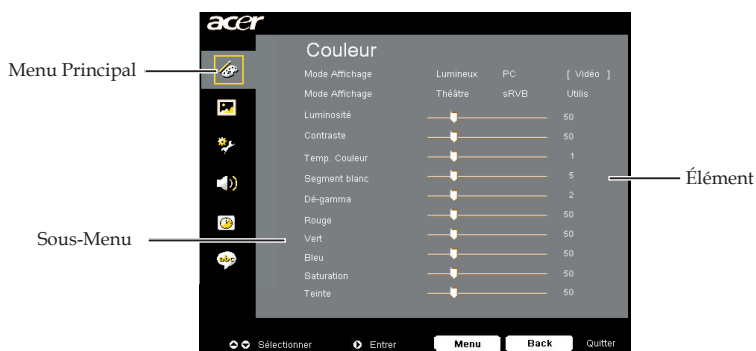 acer
Couleur
Menu Principal
Mode Affichage Lumineux PC [ Vidéo ]
Mode Affichage Théâtre sRVB Utilis
Luminosité 50
Contraste 50
Temp. Couleur 1
Segment blanc 5
Élément
Dé-gamma 2
Rouge 50
Sous-Menu
Vert 50
Bleu 50
abc
Saturation 50
Teinte 50
Sélectionner Entrer Menu Back Quitter